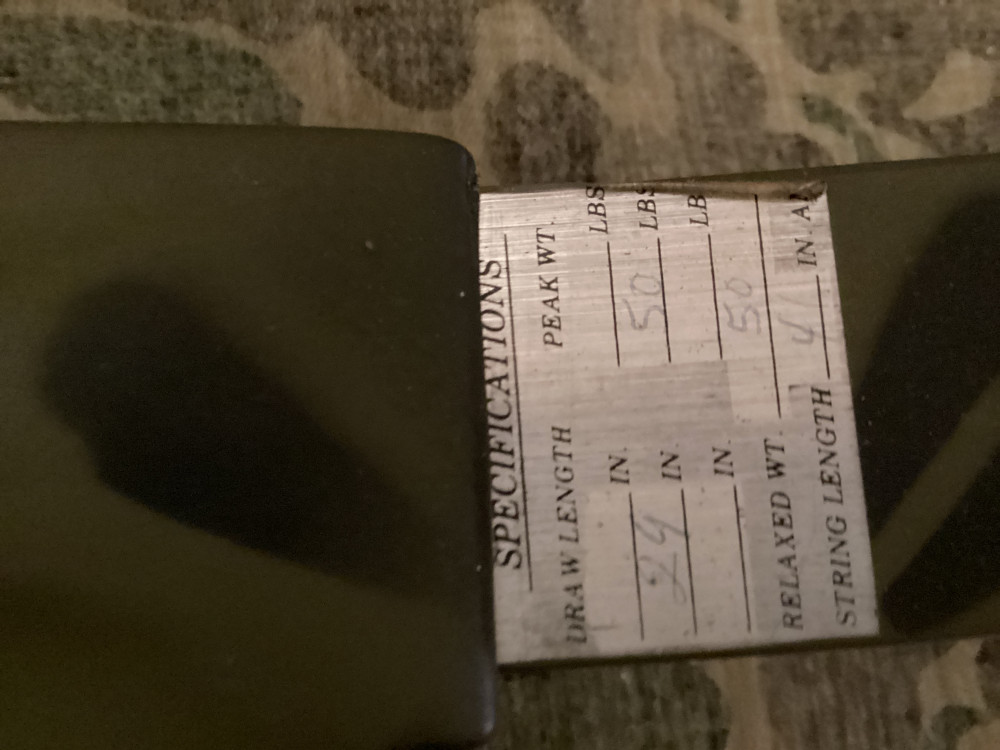 SPECIFICATIONS
DRAW LENGTH PEAK WT.
IN. LBS
29 IN 50 LBS
IN. LB
RELAXED WT. 50
STRING LENGTH 41 IN